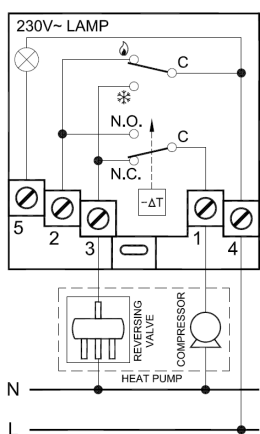 230V~ LAMP
C
N.O.
C
N.C.
-ΔT
5
2
3
1
4
REVERSING
VALVE
COMPRESSOR
HEAT PUMP
N
L